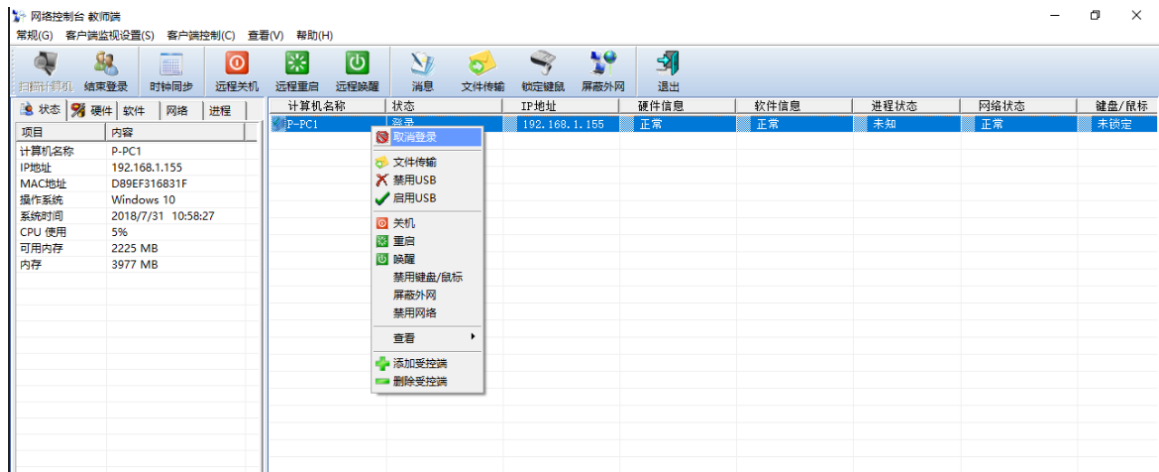 网络控制台 教师端
常规(G) 客户端监视设置(S) 客户端控制(C) 查看(V) 帮助(H)
扫描计算机 结束登录 时钟同步 远程关机 远程重启 远程唤醒 消息 文件传输 锁定键鼠 屏蔽外网 退出
状态 硬件 软件 网络 进程
项目 内容
计算机名称 P-PC1
IP地址 192.168.1.155
MAC地址 D89EF316831F
操作系统 Windows 10
系统时间 2018/7/31 10:58:27
CPU 使用 5%
可用内存 2225 MB
内存 3977 MB
计算机名称 状态 IP地址 硬件信息 软件信息 进程状态 网络状态 键盘/鼠标
P-PC1 登录 192.168.1.155 正常 正常 未知 正常 未锁定
取消登录
文件传输
禁用USB
启用USB
关机
重启
唤醒
禁用键盘/鼠标
屏蔽外网
禁用网络
查看
添加受控端
删除受控端